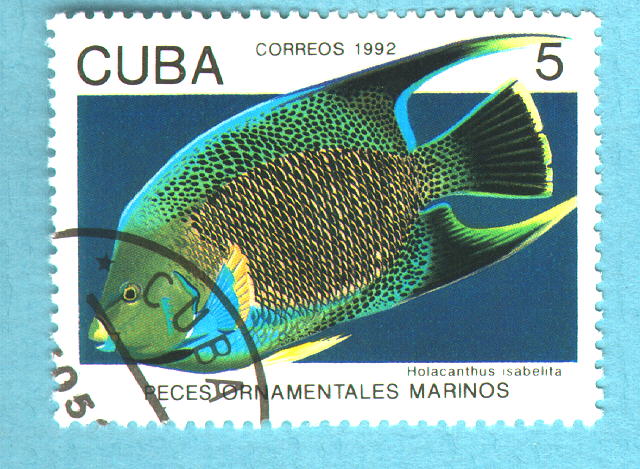 CORREOS 1992
CUBA 5
Holacanthus isabelita
PECES ORNAMENTALES MARINOS
CUBA